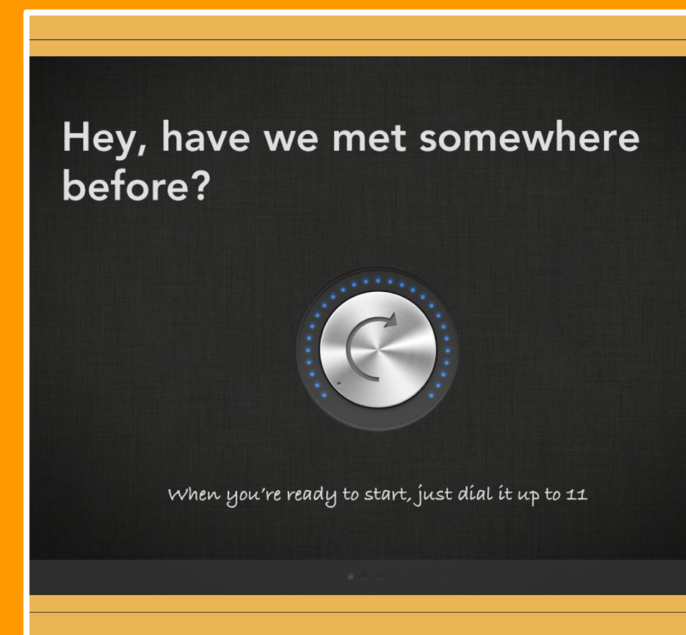 Hey, have we met somewhere
before?
When you're ready to start, just dial it up to 11